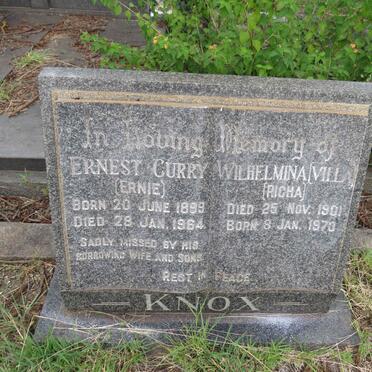 In Loving Memory of
ERNEST CURRY
(ERNIE)
BORN 20 JUNE 1899
DIED 28 JAN. 1964
SADLY MISSED BY HIS
SORROWING WIFE AND SONS
WILHELMINA (VILLA)
(RICHA)
DIED 25 NOV. 1901
BORN 8 JAN. 1970
REST IN PEACE
KNOX